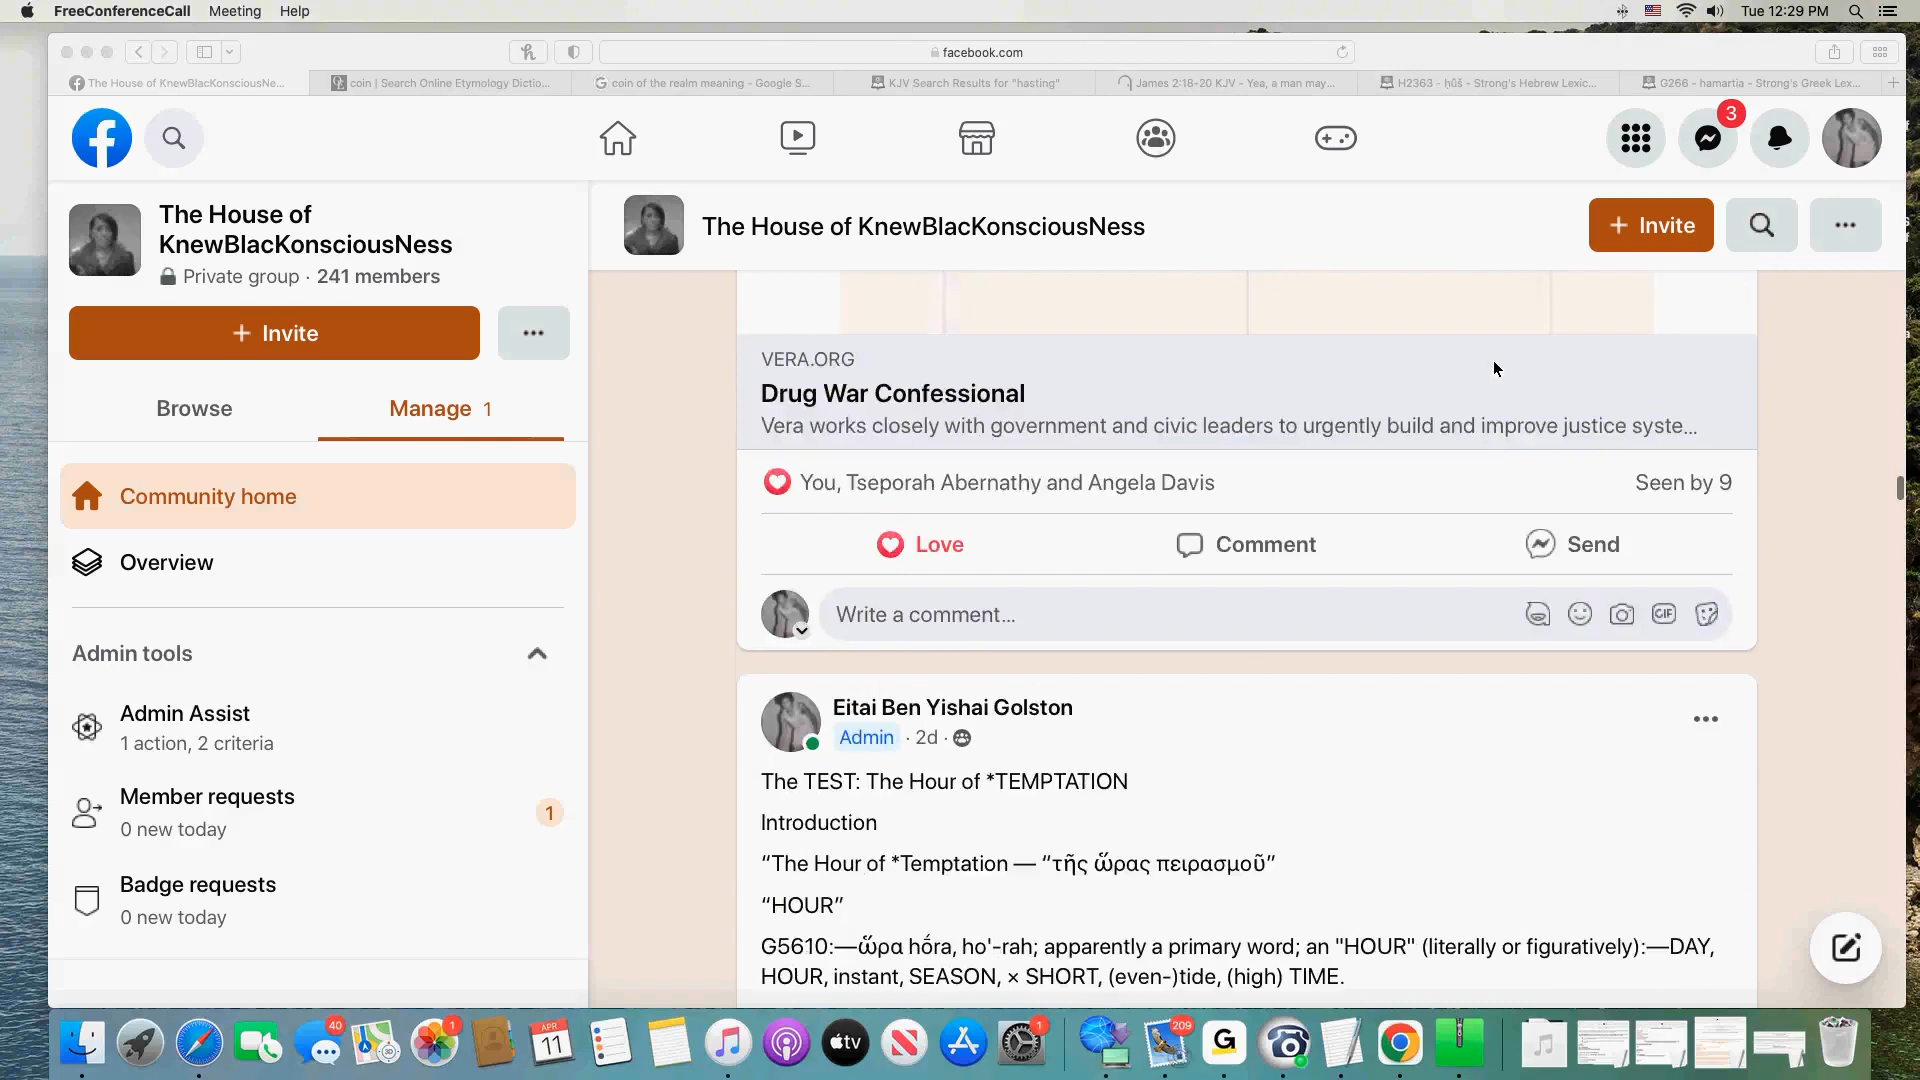 FreeConferenceCall Meeting Help
Tue 12:29 PM
facebook.com
The House of KnewBlacKonsciousNe...
coin | Search Online Etymology Dictio...
coin of the realm meaning - Google S...
KJV Search Results for "hasting"
James 2:18-20 KJV - Yea, a man may...
H2363 - ḥûš - Strong's Hebrew Lexic...
G266 - hamartia - Strong's Greek Lex...
3
The House of
KnewBlacKonsciousNess
Private group · 241 members
+ Invite
Browse
Manage 1
Community home
Overview
Admin tools
Admin Assist
1 action, 2 criteria
Member requests
0 new today
1
Badge requests
0 new today
The House of KnewBlacKonsciousNess
+ Invite
VERA.ORG
Drug War Confessional
Vera works closely with government and civic leaders to urgently build and improve justice syste...
You, Tseporah Abernathy and Angela Davis
Seen by 9
Love
Comment
Send
Write a comment...
GIF
Eitai Ben Yishai Golston
Admin · 2d ·
The TEST: The Hour of *TEMPTATION
Introduction
“The Hour of *Temptation — “τῆς ὥρας πειρασμοῦ”
“HOUR”
G5610:—ὥρα hṓra, ho'-rah; apparently a primary word; an "HOUR" (literally or figuratively):—DAY,
HOUR, instant, SEASON, × SHORT, (even-)tide, (high) TIME.
40
3D
1
APR
11
tv
1
209
G